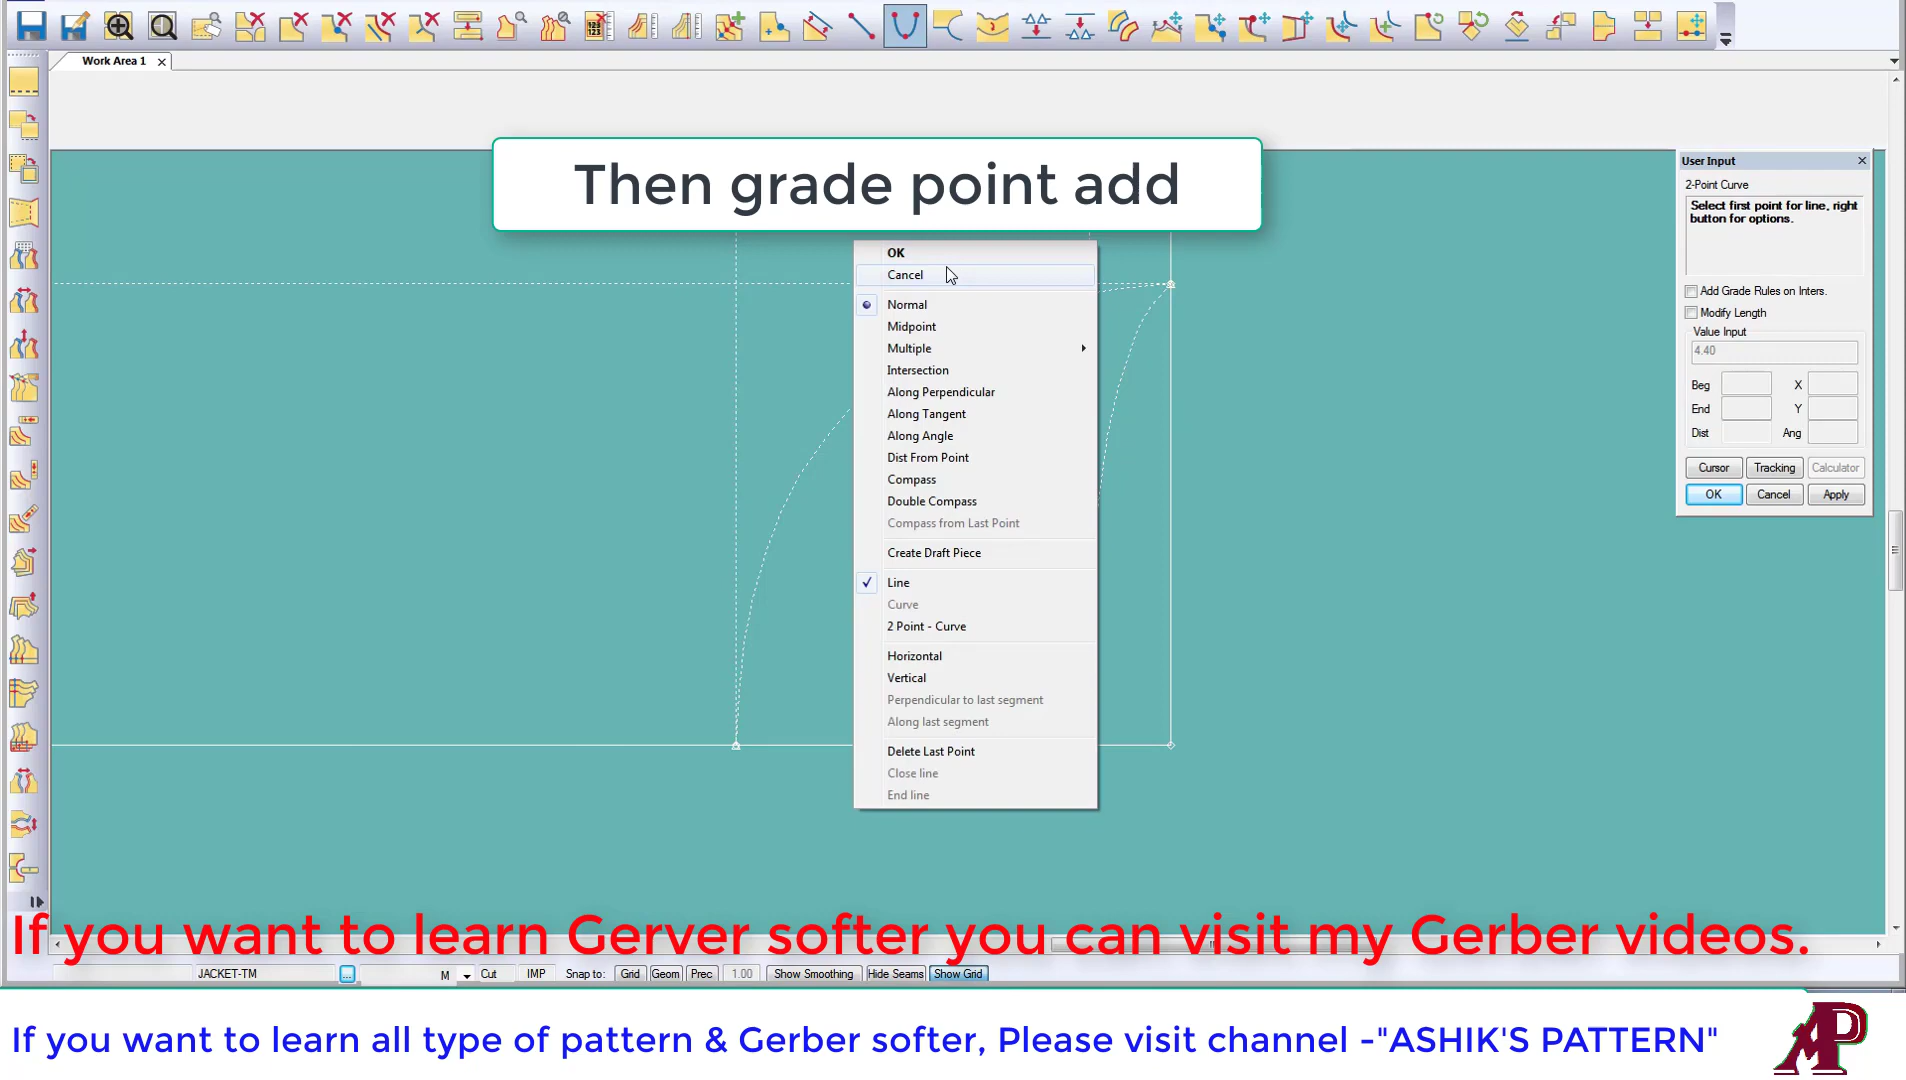 Work Area 1
Then grade point add
OK
Cancel
Normal
Midpoint
Multiple
Intersection
Along Perpendicular
Along Tangent
Along Angle
Dist From Point
Compass
Double Compass
Compass from Last Point
Create Draft Piece
Line
Curve
2 Point - Curve
Horizontal
Vertical
Perpendicular to last segment
Along last segment
Delete Last Point
Close line
End line
User Input
2-Point Curve
Select first point for line, right
button for options.
Add Grade Rules on Inters.
Modify Length
Value Input
4.40
Beg X
End Y
Dist Ang
Cursor Tracking Calculator
OK Cancel Apply
If you want to learn Gerver softer you can visit my Gerber videos.
JACKET-TM ... M Cut IMP Snap to: Grid Geom Prec 1.00 Show Smoothing Hide Seams Show Grid
If you want to learn all type of pattern & Gerber softer, Please visit channel -"ASHIK'S PATTERN"